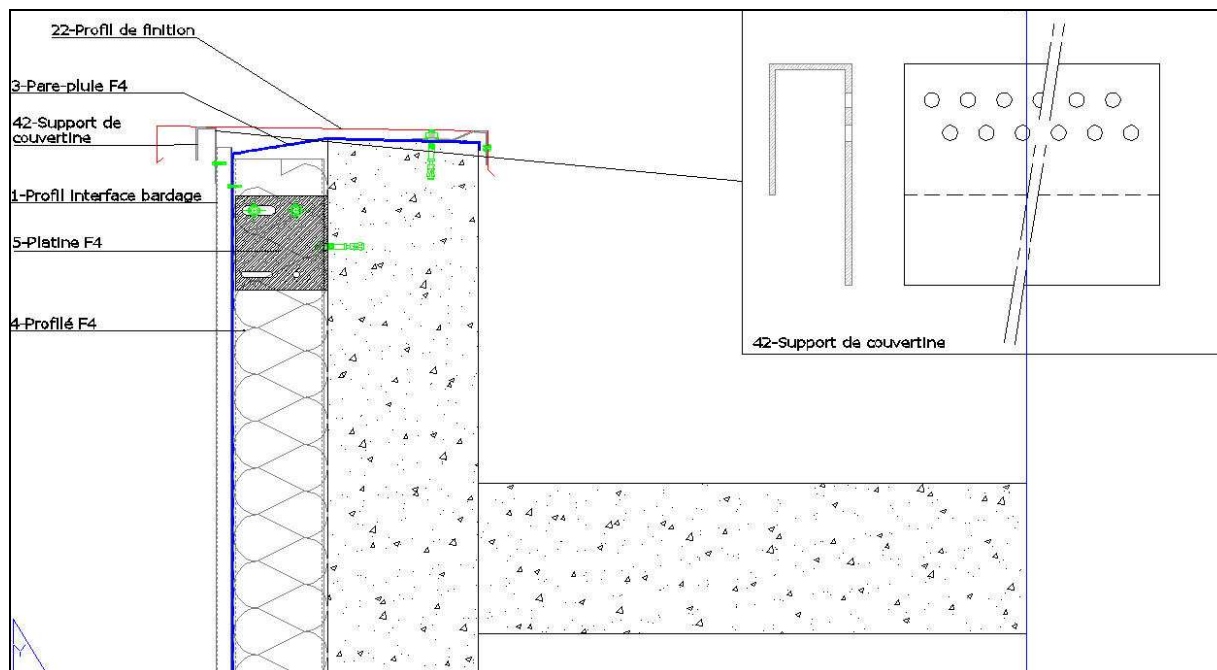 22-Profil de finition
3-Pare-pluie F4
42-Support de
couvertine
1-Profil interface bardage
5-Platine F4
4-Profilé F4
42-Support de couvertine
Y